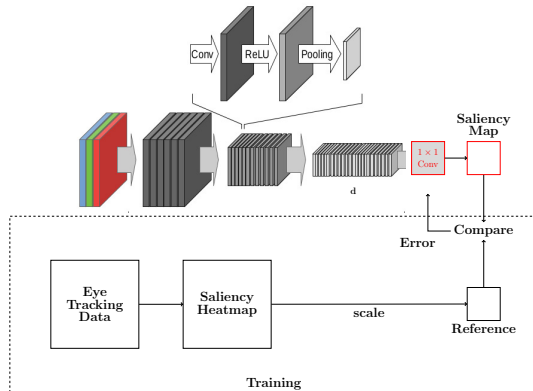 Conv
ReLU
Pooling
Saliency
Map
1 × 1
Conv
d
Error
Compare
Eye
Tracking
Data
Saliency
Heatmap
scale
Reference
Training